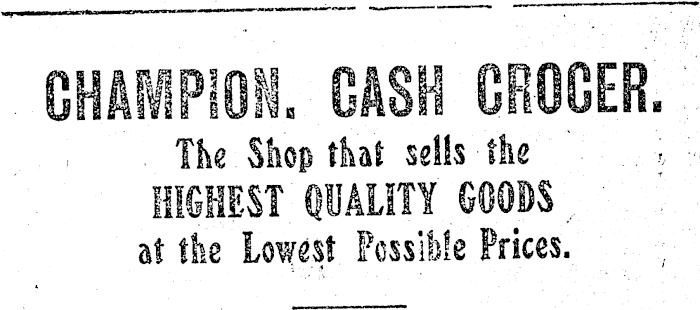 CHAMPION. CASH GROCER.
The Shop that sells the
HIGHEST QUALITY GOODS
at the Lowest Possible Prices.